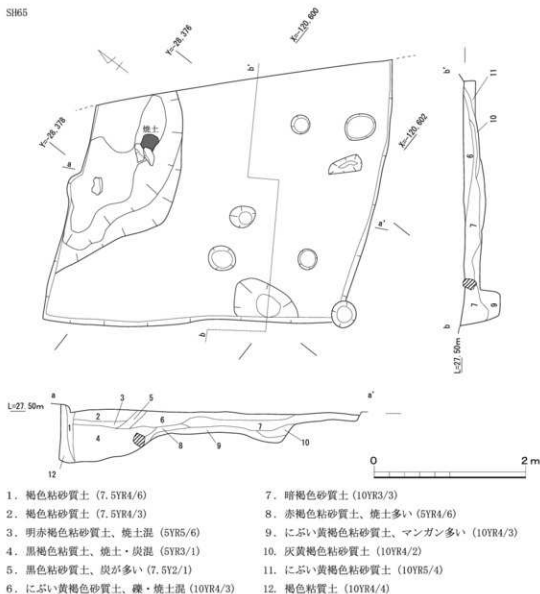 SH65
Y=-28,376
X=-120,600
Y=-28,378
X=-120,602
焼土
a
a'
b'
b
b'
11
10
6
7
7
9
b
L=27.50m
a
a'
L=27.50m
3
5
2
6
1
4
7
10
8
9
12
0
2m
1. 褐色粘砂質土 (7.5YR4/6)
2. 褐色粘質土 (7.5YR4/3)
3. 明赤褐色粘砂質土、焼土混 (5YR5/6)
4. 黒褐色粘質土、焼土・炭混 (5YR3/1)
5. 黒色粘砂質土、炭が多い (7.5Y2/1)
6. にぶい黄褐色砂質土、礫・焼土混 (10YR4/3)
7. 暗褐色砂質土 (10YR3/3)
8. 赤褐色粘質土、焼土多い (5YR4/6)
9. にぶい黄褐色砂質土、マンガン多い (10YR4/3)
10. 灰黄褐色粘砂質土 (10YR4/2)
11. にぶい黄褐色粘砂質土 (10YR5/4)
12. 褐色粘質土 (10YR4/4)